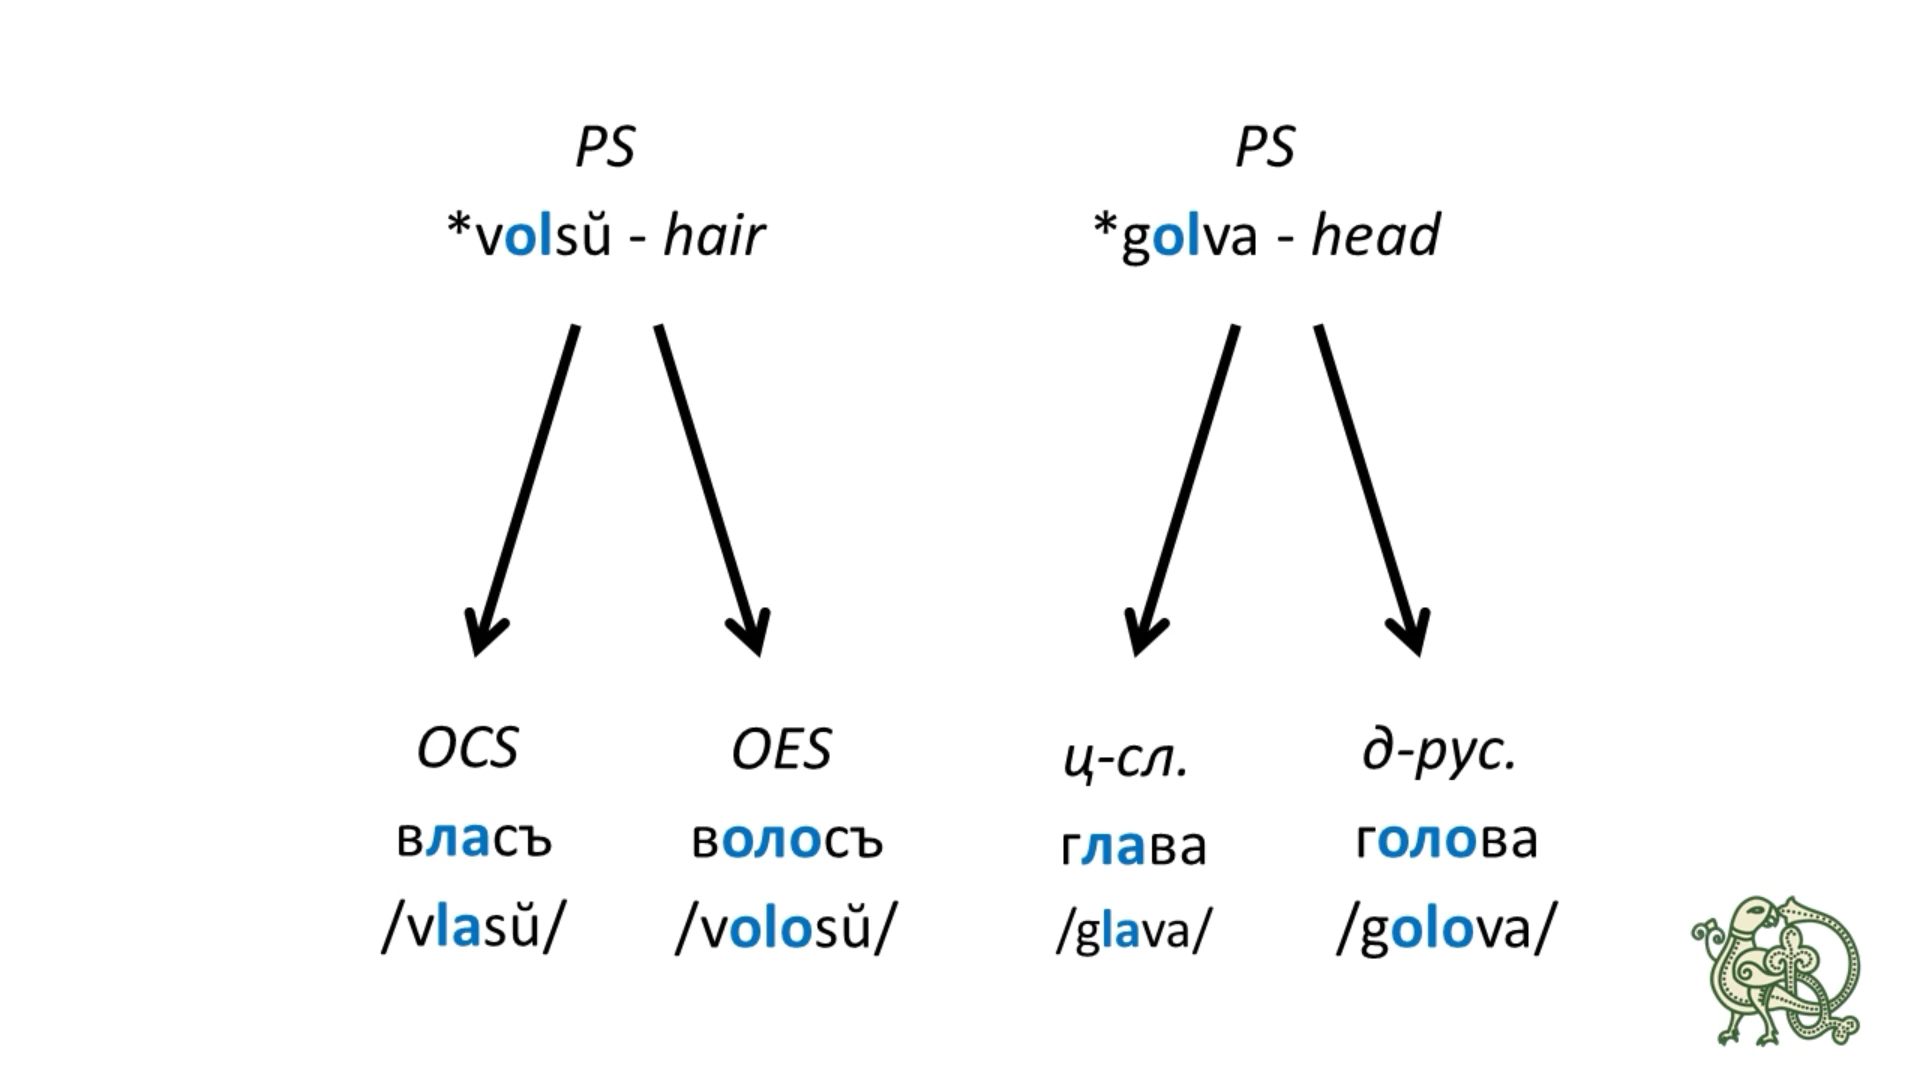 PS
*volsŭ - hair
OCS
власъ
/vlasŭ/
OES
волосъ
/volosŭ/
PS
*golva - head
ц-сл.
глава
/glava/
д-рус.
голова
/golova/